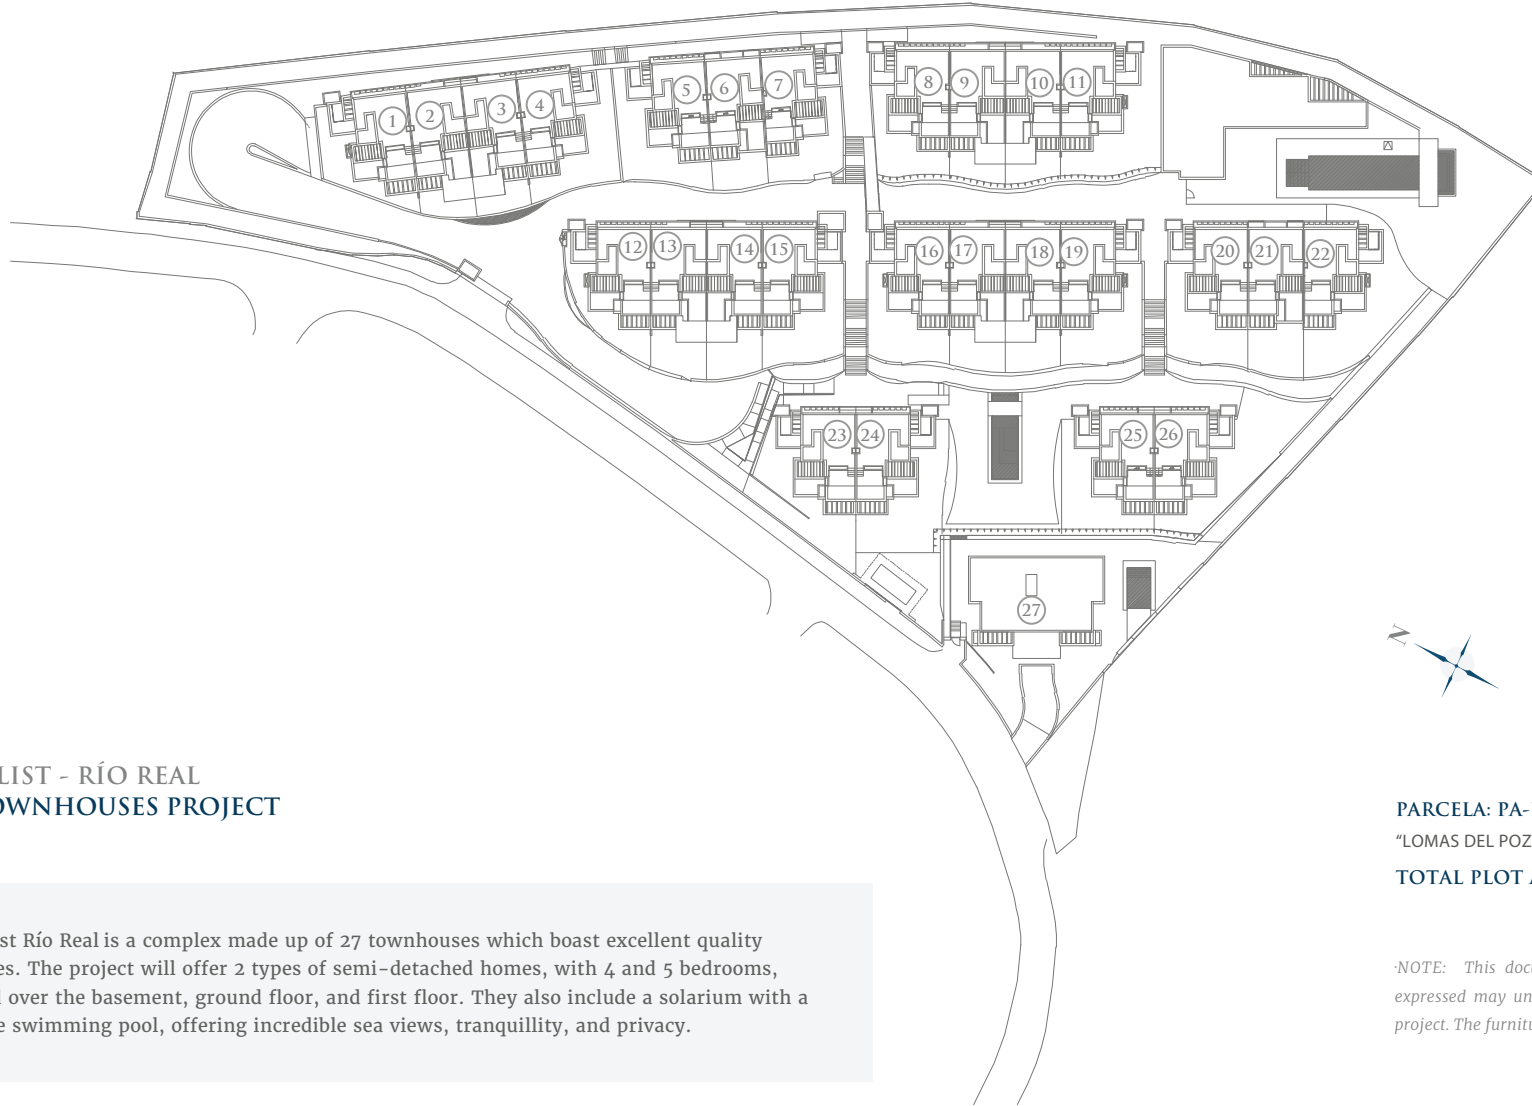 1 2 3 4 5 6 7 8 9 10 11
12 13 14 15 16 17 18 19 20 21 22
23 24 25 26
27
N
LIST - RÍO REAL
OWNHOUSES PROJECT
st Río Real is a complex made up of 27 townhouses which boast excellent quality
es. The project will offer 2 types of semi-detached homes, with 4 and 5 bedrooms,
over the basement, ground floor, and first floor. They also include a solarium with a
e swimming pool, offering incredible sea views, tranquillity, and privacy.
PARCELA: PA-
"LOMAS DEL POZ
TOTAL PLOT
·NOTE: This doc
expressed may un
project. The furnitu